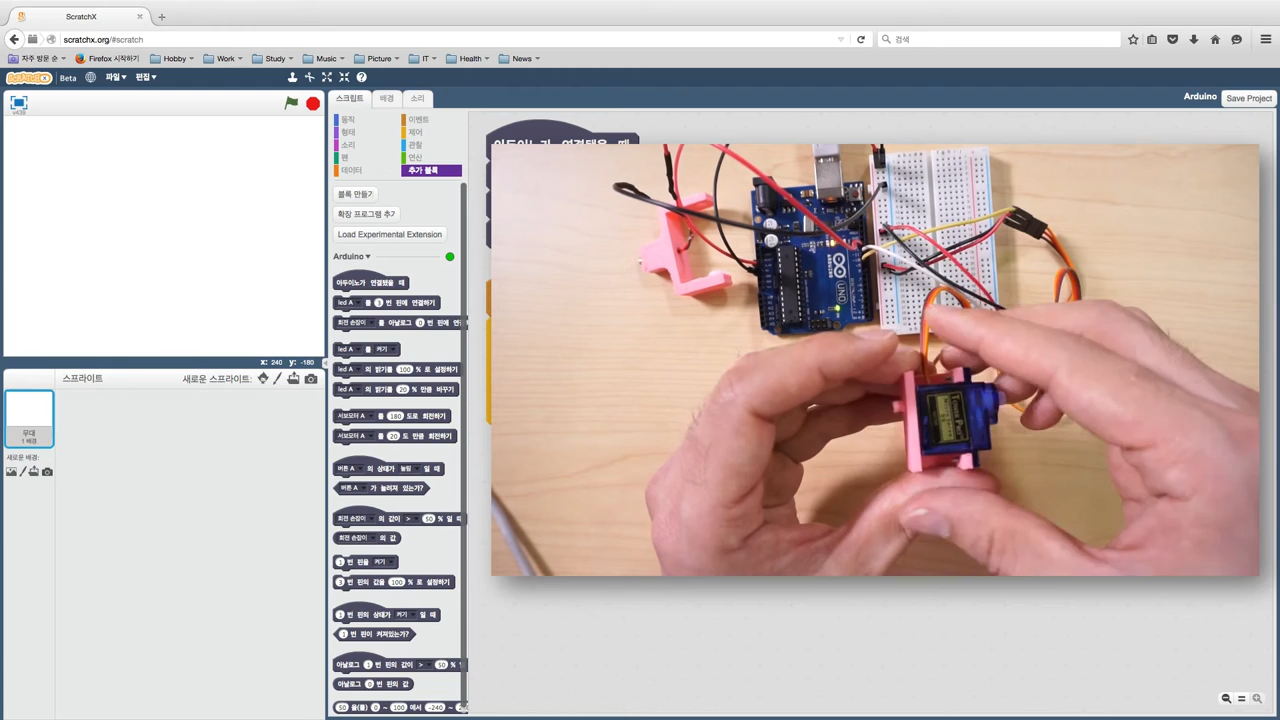 ScratchX
scratchx.org/#scratch
검색
자주 방문 순
Firefox 시작하기
Hobby
Work
Study
Music
Picture
IT
Health
News
SCRATCHX
Beta
파일
편집
v439
x: 240 y: -180
스프라이트
새로운 스프라이트:
무대
1 배경
새로운 배경:
스크립트
배경
소리
Arduino
Save Project
동작
이벤트
형태
제어
소리
관찰
펜
연산
데이터
추가 블록
블록 만들기
확장 프로그램 추가
Load Experimental Extension
Arduino
아두이노가 연결됐을 때
led A 를 3 번 핀에 연결하기
회전 손잡이 를 아날로그 0 번 핀에
led A 를 켜기
led A 의 밝기를 100 % 로 설정하기
led A 의 밝기를 20 % 만큼 바꾸기
서보모터 A 를 180 도로 회전하기
서보모터 A 를 20 도 만큼 회전하기
버튼 A 의 상태가 눌림 일 때
버튼 A 가 눌려져 있는가?
회전 손잡이 의 값이 > 50 % 일 때
회전 손잡이 의 값
1 번 핀을 켜기
3 번 핀의 값을 100 % 로 설정하기
1 번 핀의 상태가 켜기 일 때
1 번 핀이 켜져있는가?
아날로그 1 번 핀의 값이 > 50 %
아날로그 0 번 핀의 값
50 을(를) 0 ~ 100 에서 -240 ~
아두이노가 연결됐을 때
UNO
Tower Pro